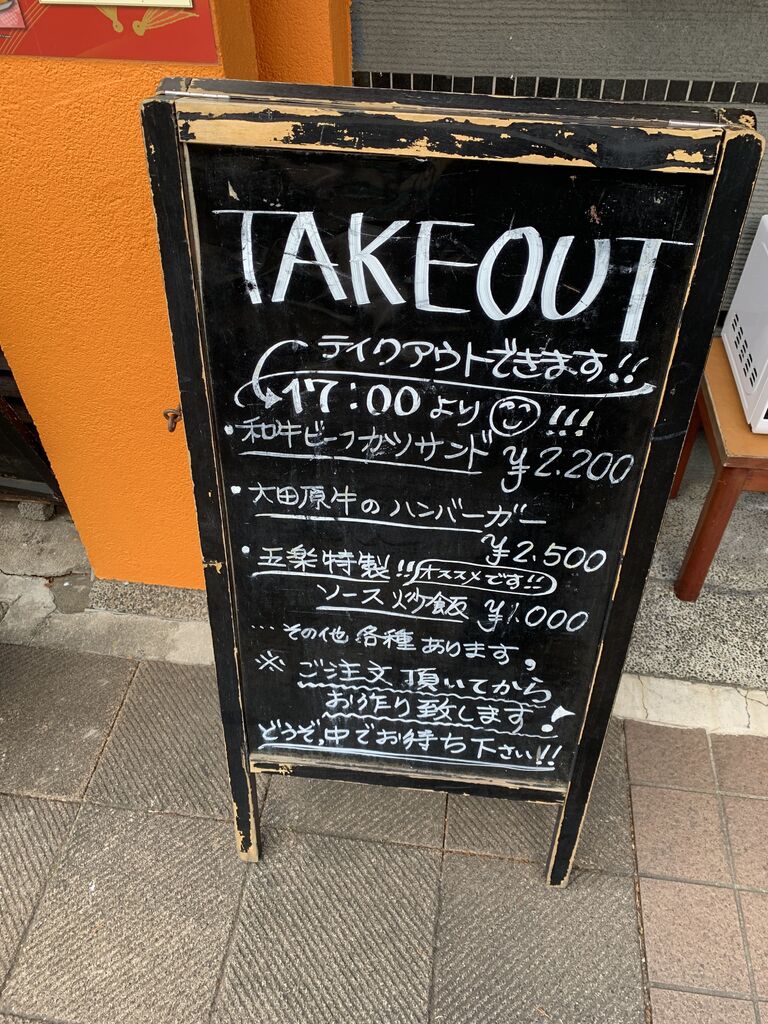 TAKEOUT
テイクアウトできます!!
17:00より!!!
・和牛ビーフカツサンド ¥2.200
・大田原牛のハンバーガー
¥2.500
・五楽特製!! オススメです!!
ソース炒飯 ¥1.000
…その他 各種あります,
※ご注文頂いてから
お作り致します!
どうぞ,中でお待ち下さい!!